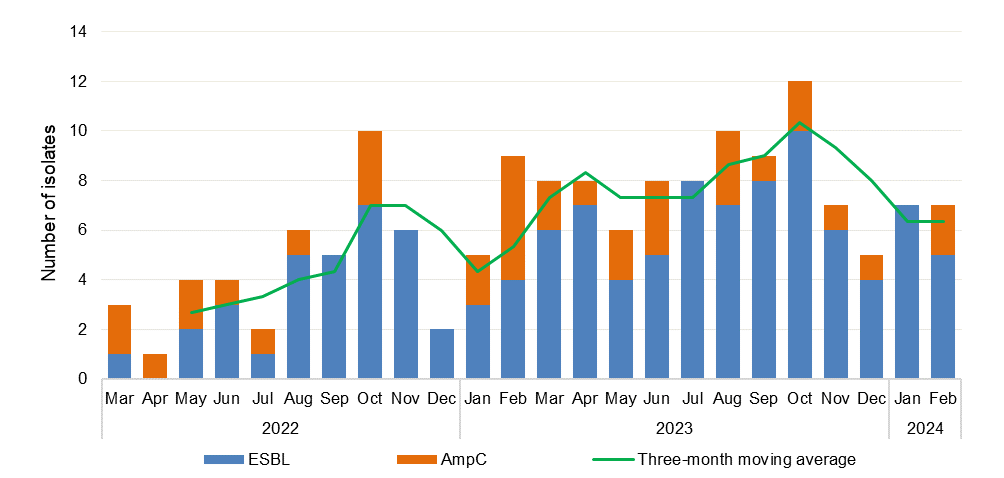 14
12
10
8
6
4
2
0
Number of isolates
Mar Apr May Jun Jul Aug Sep Oct Nov Dec Jan Feb Mar Apr May Jun Jul Aug Sep Oct Nov Dec Jan Feb
2022 2023 2024
ESBL AmpC Three-month moving average